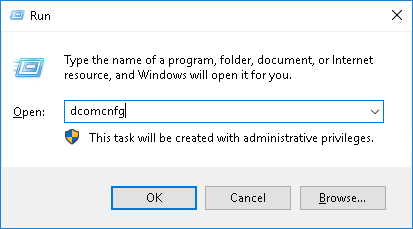 Run
Type the name of a program, folder, document, or Internet
resource, and Windows will open it for you.
Open:
dcomcnfg
This task will be created with administrative privileges.
OK
Cancel
Browse...